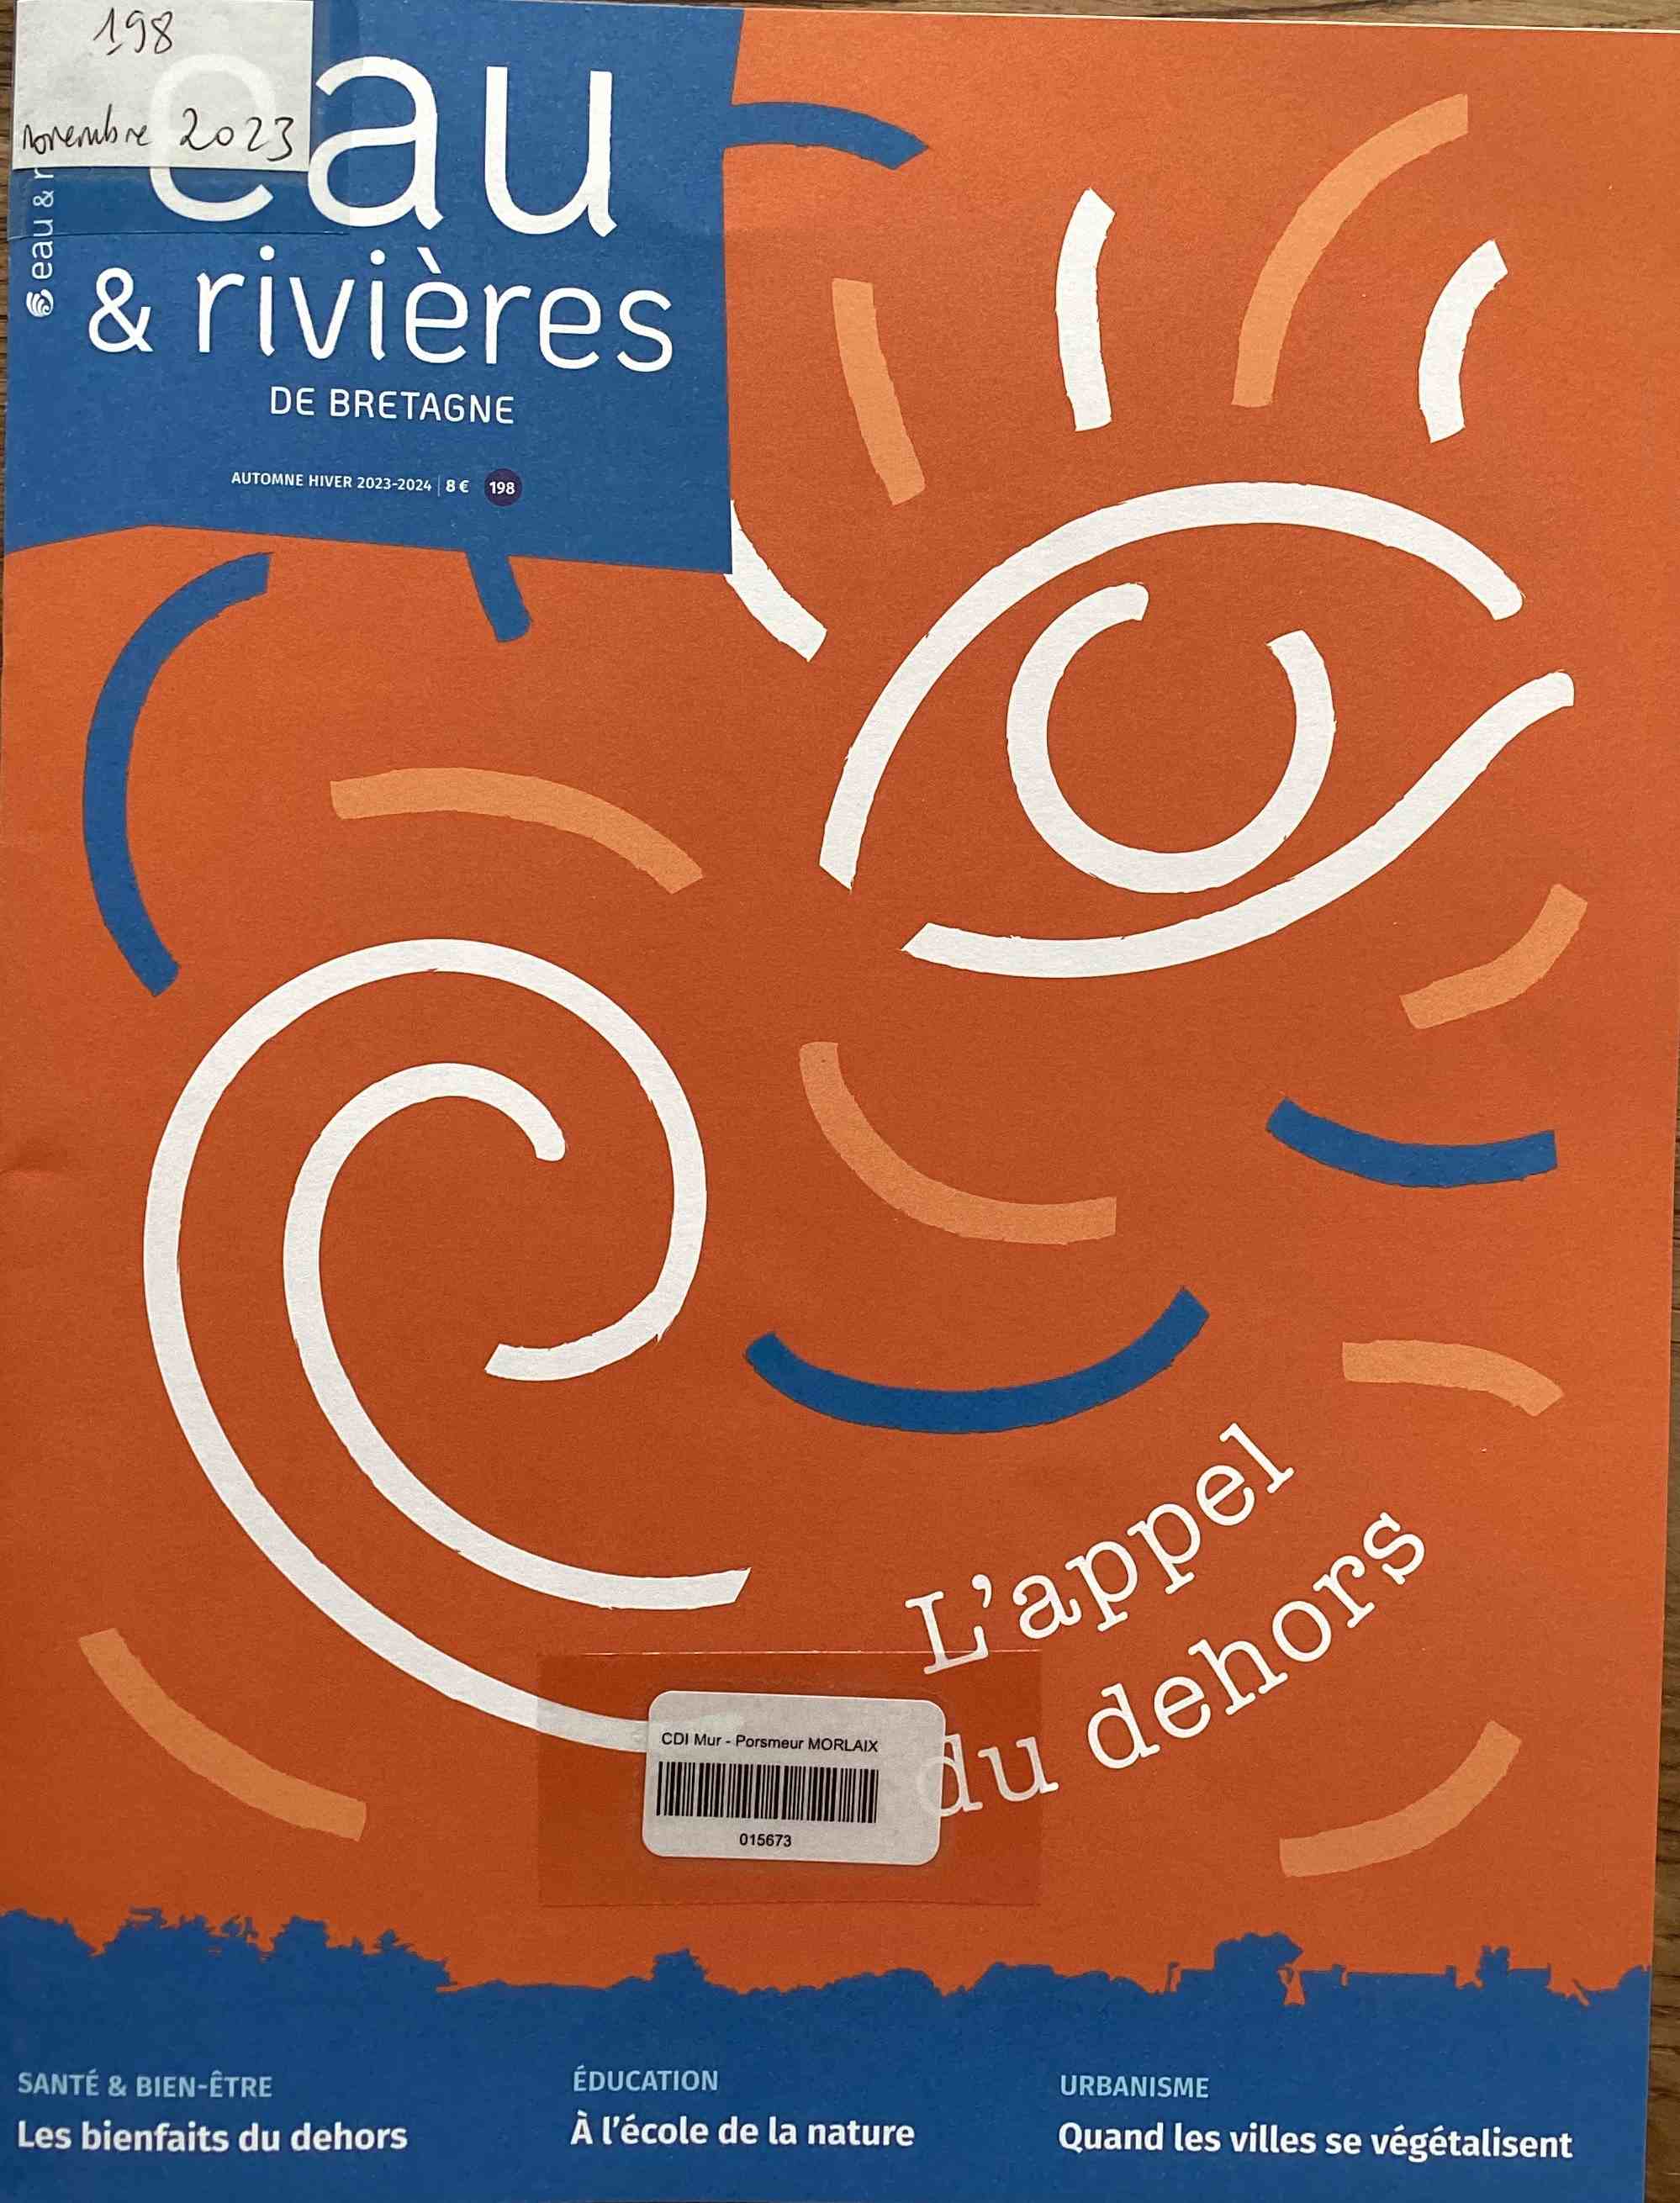 198
novembre 2023
eau & r
eau
& rivières
DE BRETAGNE
AUTOMNE HIVER 2023-2024 | 8 € 198
L'appel
du dehors
CDI Mur - Porsmeur MORLAIX
015673
SANTÉ & BIEN-ÊTRE
Les bienfaits du dehors
ÉDUCATION
À l'école de la nature
URBANISME
Quand les villes se végétalisent